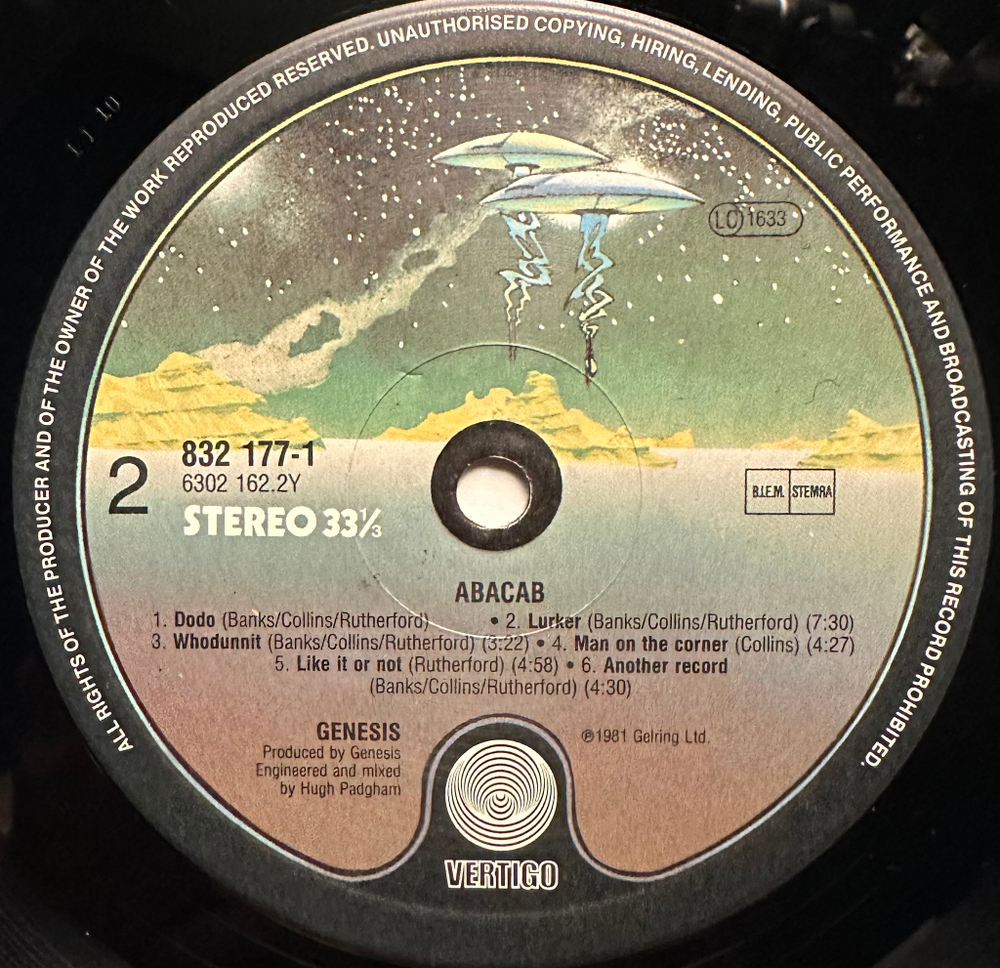 ALL RIGHTS OF THE PRODUCER AND OF THE OWNER OF THE WORK REPRODUCED RESERVED. UNAUTHORISED COPYING, HIRING, LENDING, PUBLIC PERFORMANCE AND BROADCASTING OF THIS RECORD PROHIBITED.
LC 1633
2
832 177-1
6302 162.2Y
STEREO 33⅓
B.I.E.M. STEMRA
ABACAB
1. Dodo (Banks/Collins/Rutherford) • 2. Lurker (Banks/Collins/Rutherford) (7:30)
3. Whodunnit (Banks/Collins/Rutherford) (3:22) • 4. Man on the corner (Collins) (4:27)
5. Like it or not (Rutherford) (4:58) • 6. Another record
(Banks/Collins/Rutherford) (4:30)
GENESIS
Produced by Genesis
Engineered and mixed
by Hugh Padgham
℗1981 Gelring Ltd.
VERTIGO